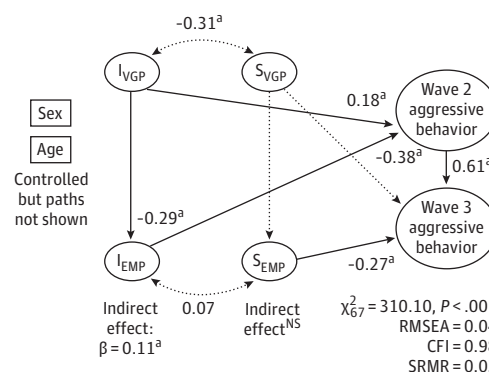 -0.31a
IVGP
SVGP
0.18a
Wave 2
aggressive
behavior
Sex
Age
Controlled
but paths
not shown
-0.38a
0.61a
-0.29a
Wave 3
aggressive
behavior
IEMP
SEMP
0.07
-0.27a
Indirect
effect:
β = 0.11a
Indirect
effectNS
χ267 = 310.10, P < .00
RMSEA = 0.0
CFI = 0.9
SRMR = 0.0